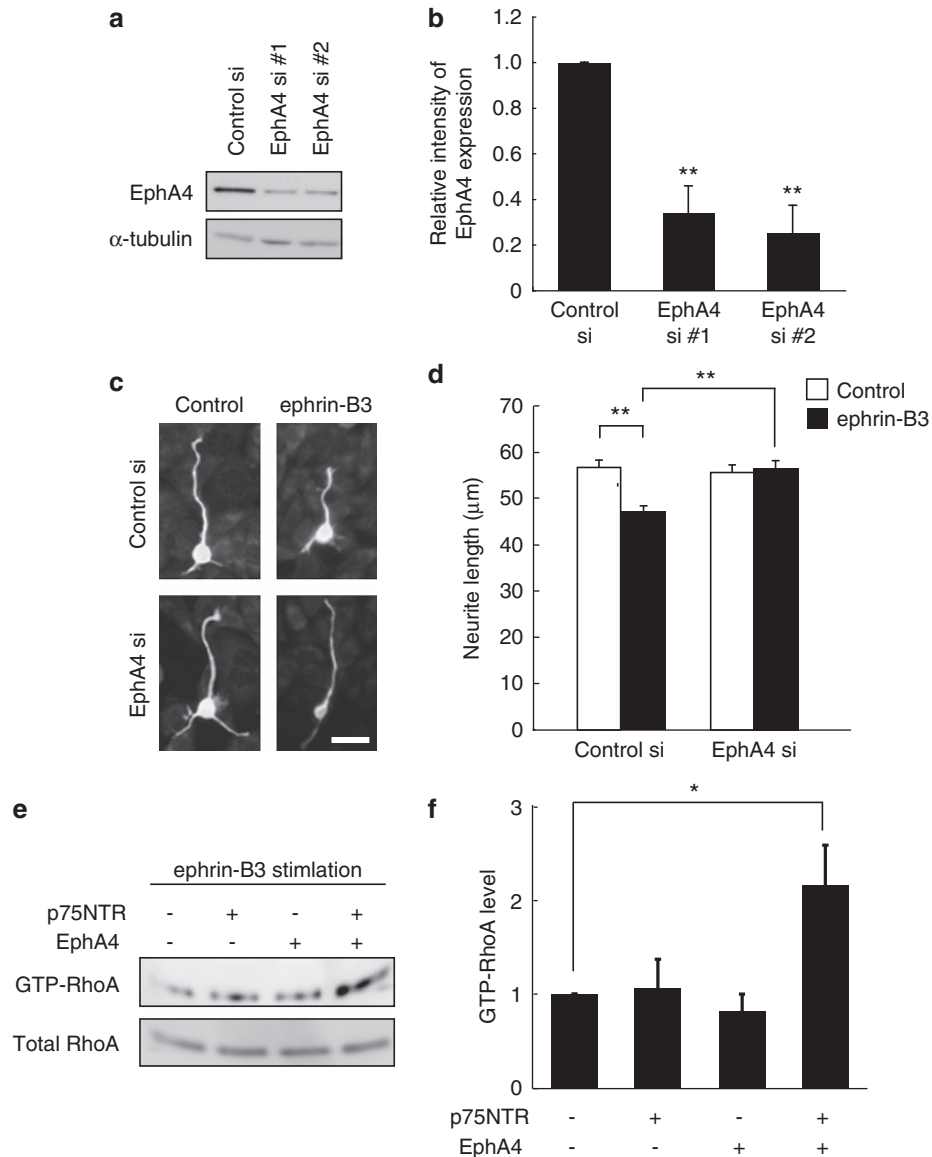 a
Control si
EphA4 si #1
EphA4 si #2
EphA4
α-tubulin
b
Relative intensity of
EphA4 expression
1.2
1.0
0.8
0.6
0.4
0.2
0
**
**
Control
si
EphA4
si #1
EphA4
si #2
c
Control
ephrin-B3
Control si
EphA4 si
d
Neurite length (μm)
70
60
50
40
30
20
10
0
**
**
Control
ephrin-B3
Control si
EphA4 si
e
ephrin-B3 stimlation
p75NTR - + - +
EphA4 - - + +
GTP-RhoA
Total RhoA
f
GTP-RhoA level
3
2
1
0
*
p75NTR - + - +
EphA4 - - + +